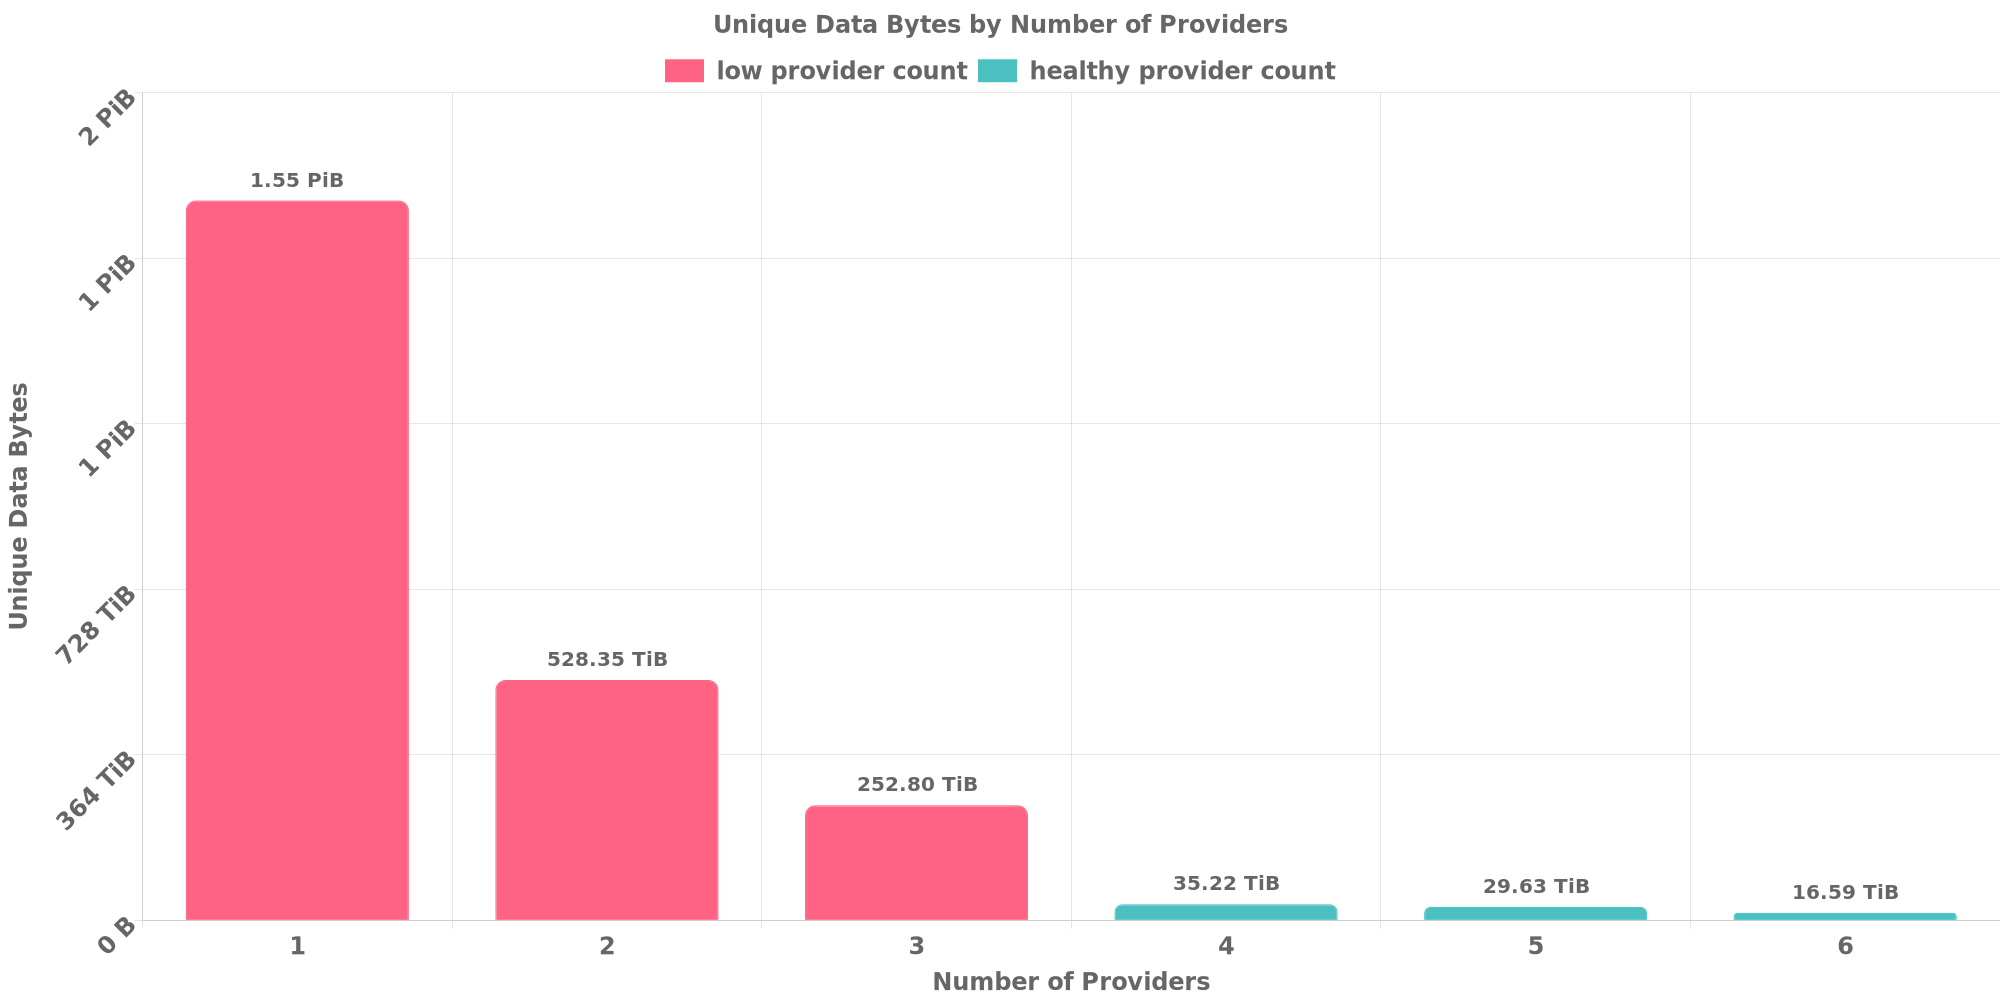 Unique Data Bytes by Number of Providers
low provider count healthy provider count
2 PiB
1 PiB
1 PiB
728 TiB
364 TiB
0 B
Unique Data Bytes
1.55 PiB
528.35 TiB
252.80 TiB
35.22 TiB
29.63 TiB
16.59 TiB
1 2 3 4 5 6
Number of Providers